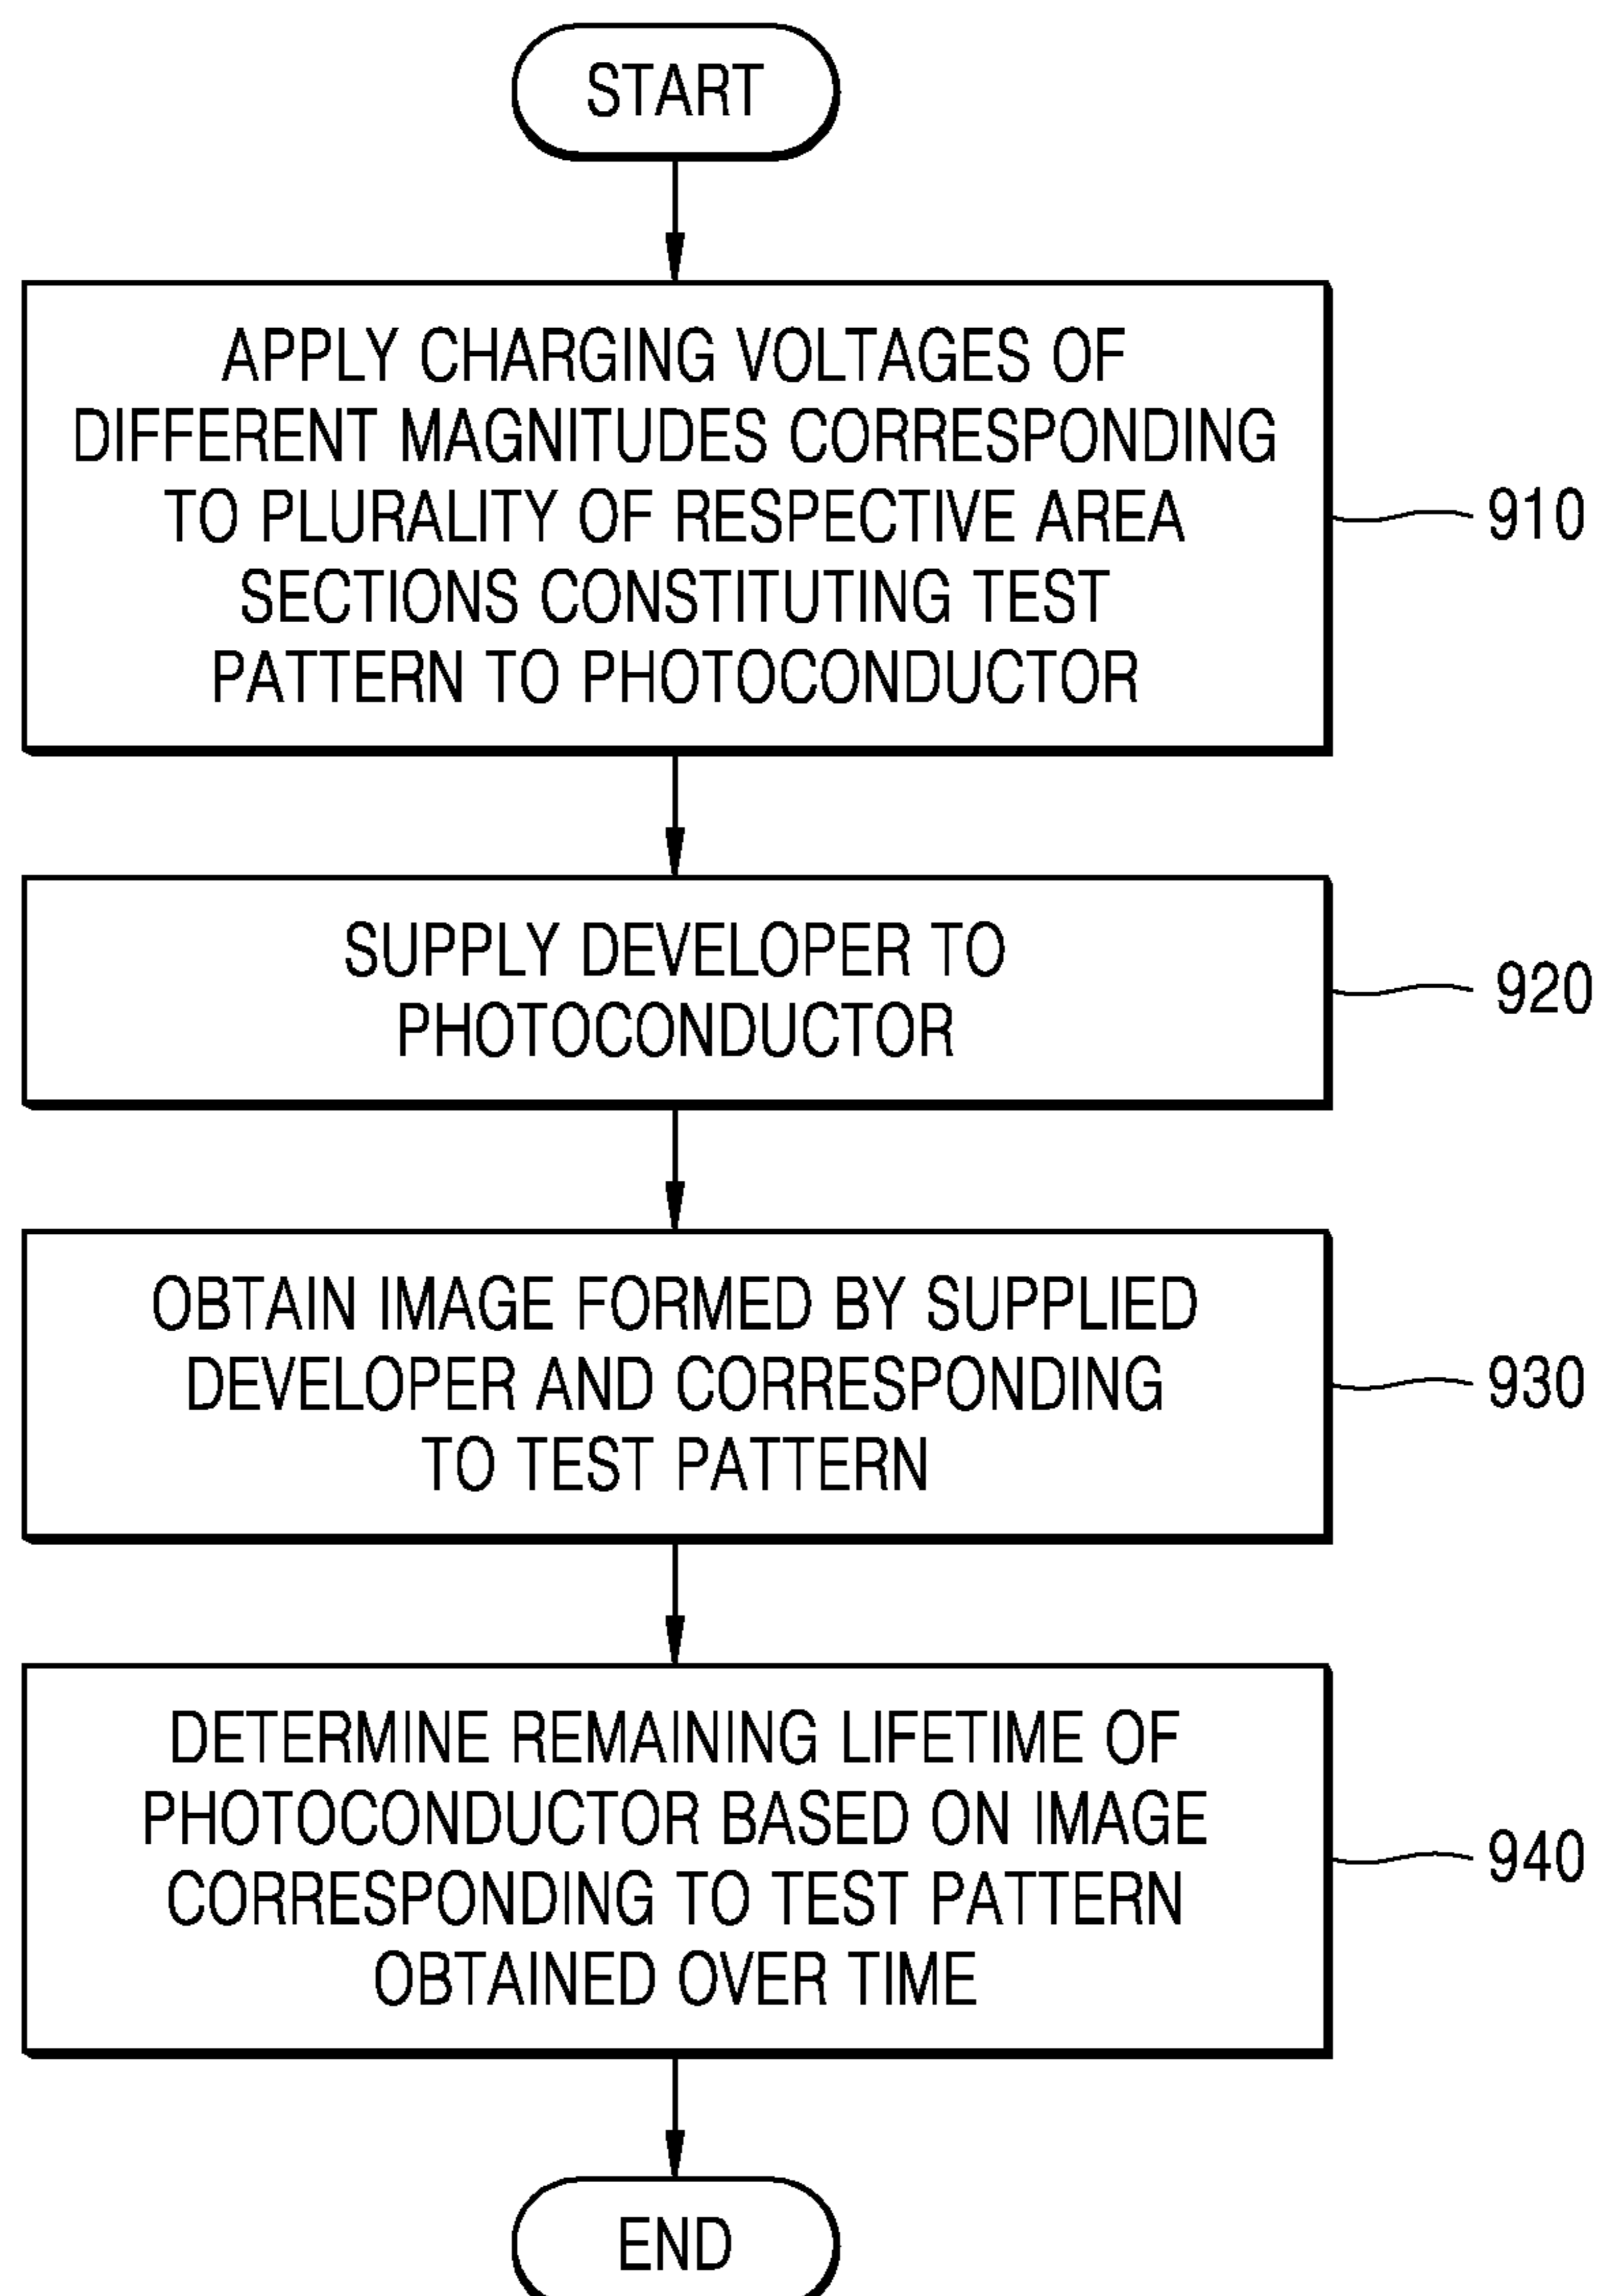 START
APPLY CHARGING VOLTAGES OF
DIFFERENT MAGNITUDES CORRESPONDING
TO PLURALITY OF RESPECTIVE AREA
SECTIONS CONSTITUTING TEST
PATTERN TO PHOTOCONDUCTOR
910
SUPPLY DEVELOPER TO
PHOTOCONDUCTOR
920
OBTAIN IMAGE FORMED BY SUPPLIED
DEVELOPER AND CORRESPONDING
TO TEST PATTERN
930
DETERMINE REMAINING LIFETIME OF
PHOTOCONDUCTOR BASED ON IMAGE
CORRESPONDING TO TEST PATTERN
OBTAINED OVER TIME
940
END